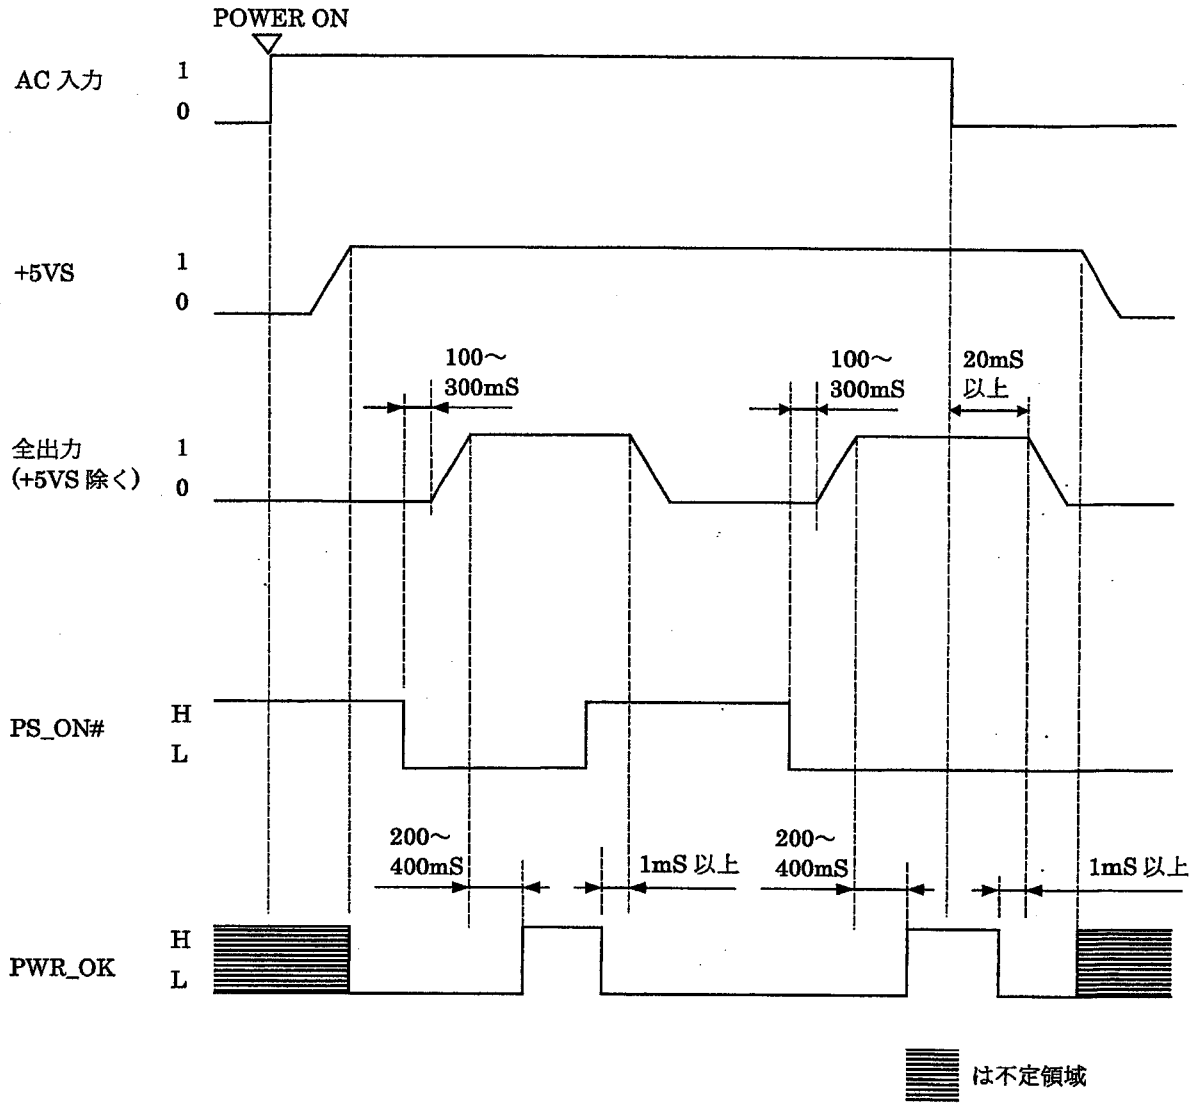 POWER ON
AC 入力
1
0
+5VS
1
0
100～
300mS
100～
300mS
20mS
以上
全出力
(+5VS 除く)
1
0
PS_ON#
H
L
200～
400mS
1mS 以上
200～
400mS
1mS 以上
PWR_OK
H
L
は不定領域